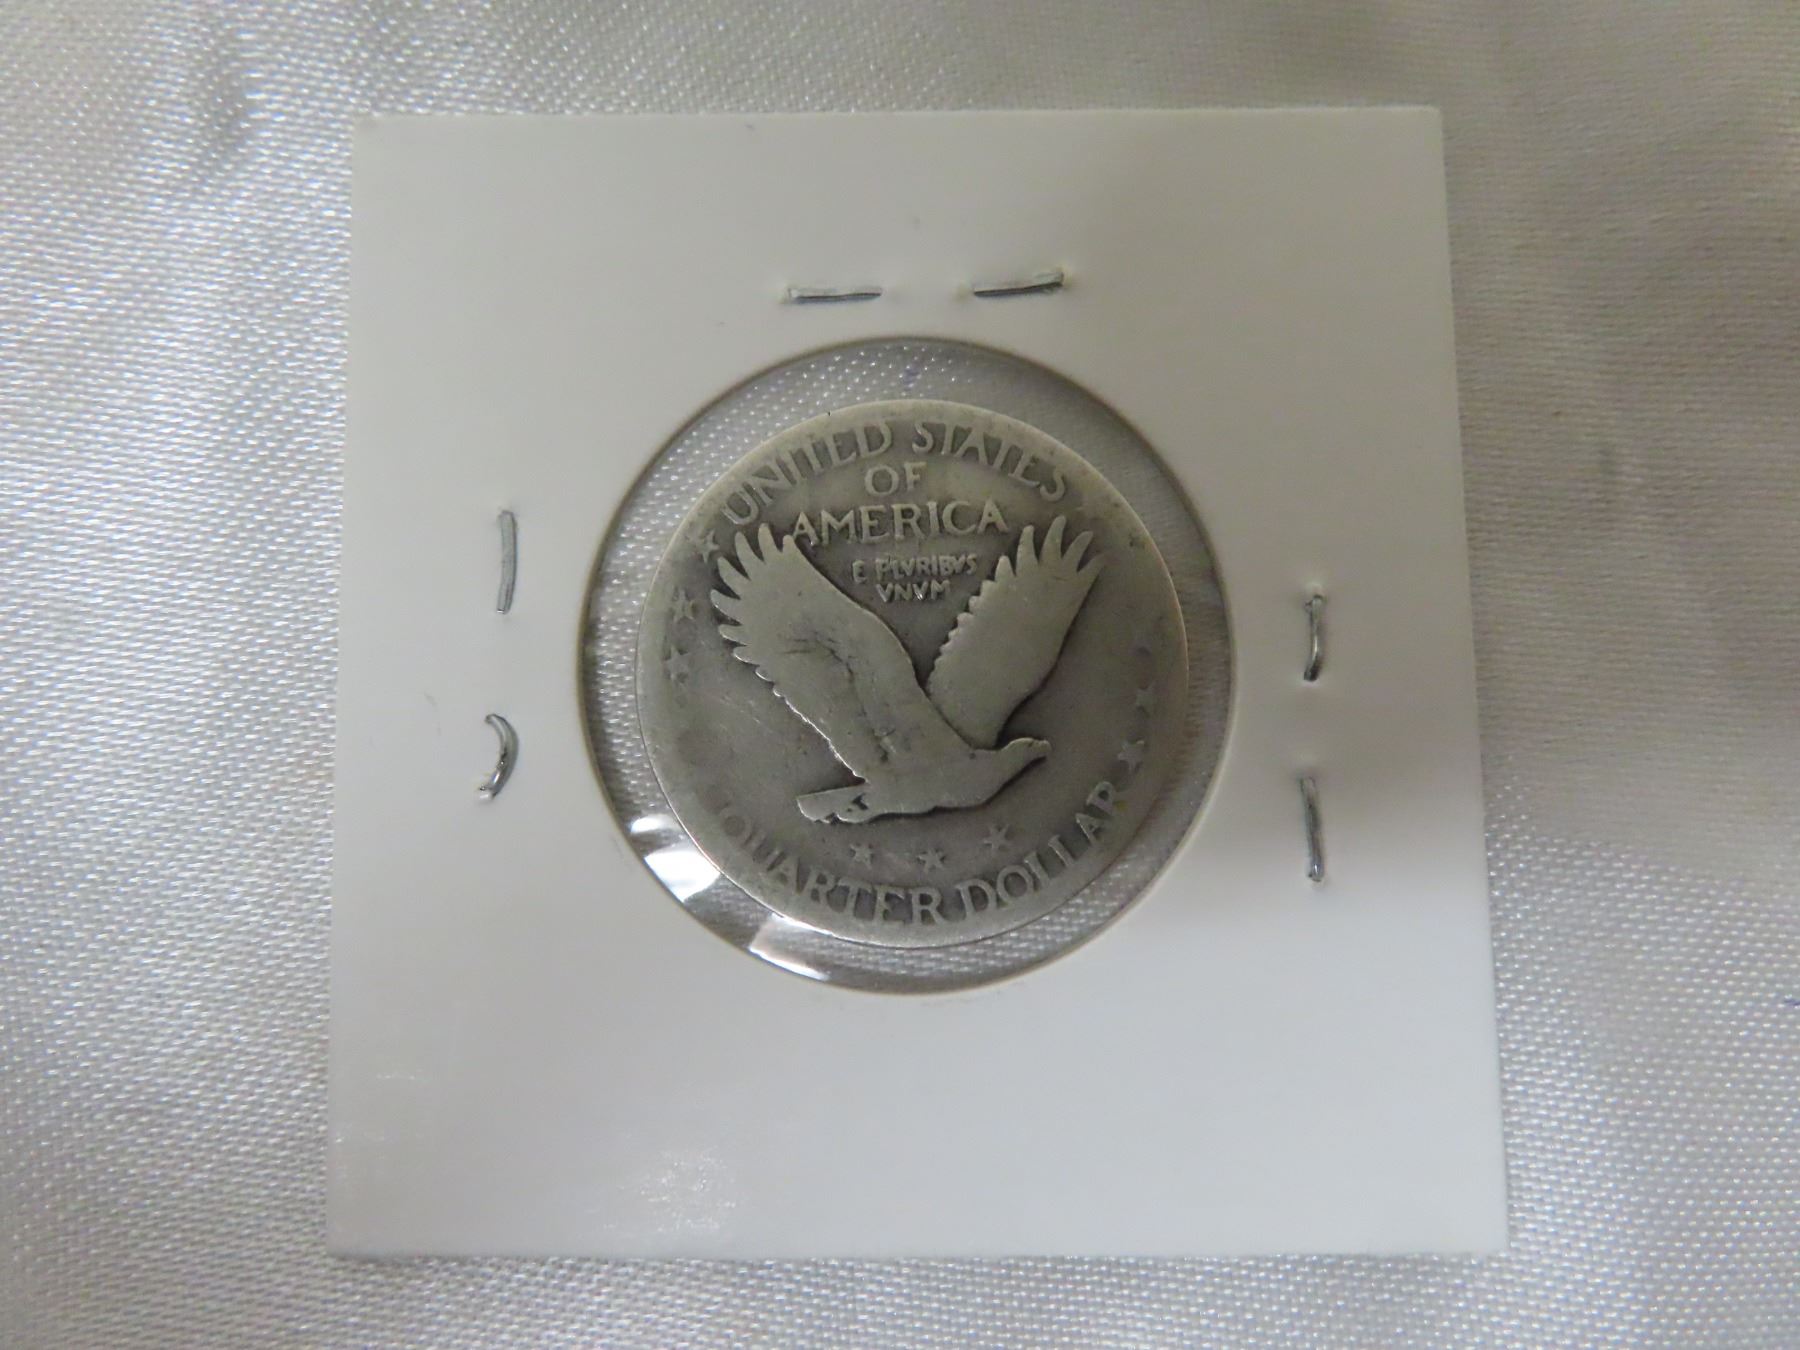 UNITED STATES
OF
AMERICA
E PLVRIBVS
VNVM
QUARTER DOLLAR